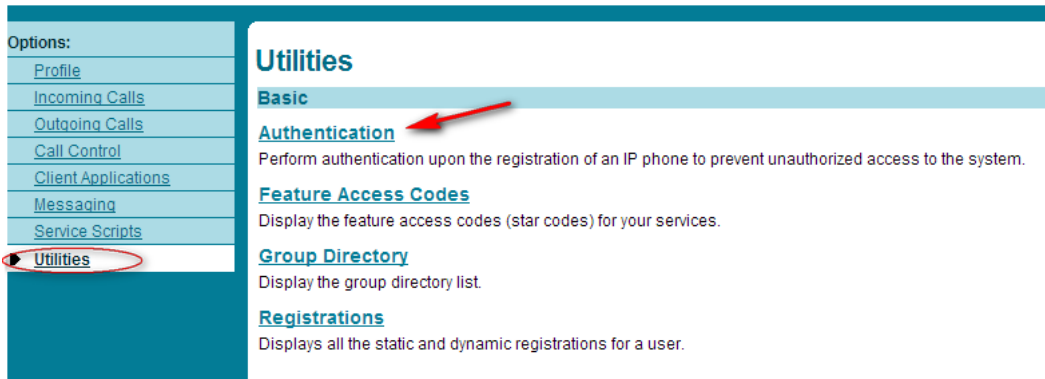 Options:
Profile
Incoming Calls
Outgoing Calls
Call Control
Client Applications
Messaging
Service Scripts
Utilities
Utilities
Basic
Authentication
Perform authentication upon the registration of an IP phone to prevent unauthorized access to the system.
Feature Access Codes
Display the feature access codes (star codes) for your services.
Group Directory
Display the group directory list.
Registrations
Displays all the static and dynamic registrations for a user.